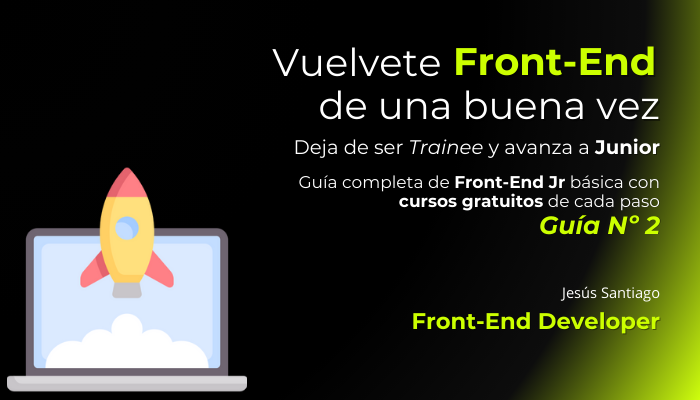 Vuelvete Front-End
de una buena vez
Deja de ser Trainee y avanza a Junior
Guía completa de Front-End Jr básica con
cursos gratuitos de cada paso
Guía Nº 2
Jesús Santiago
Front-End Developer